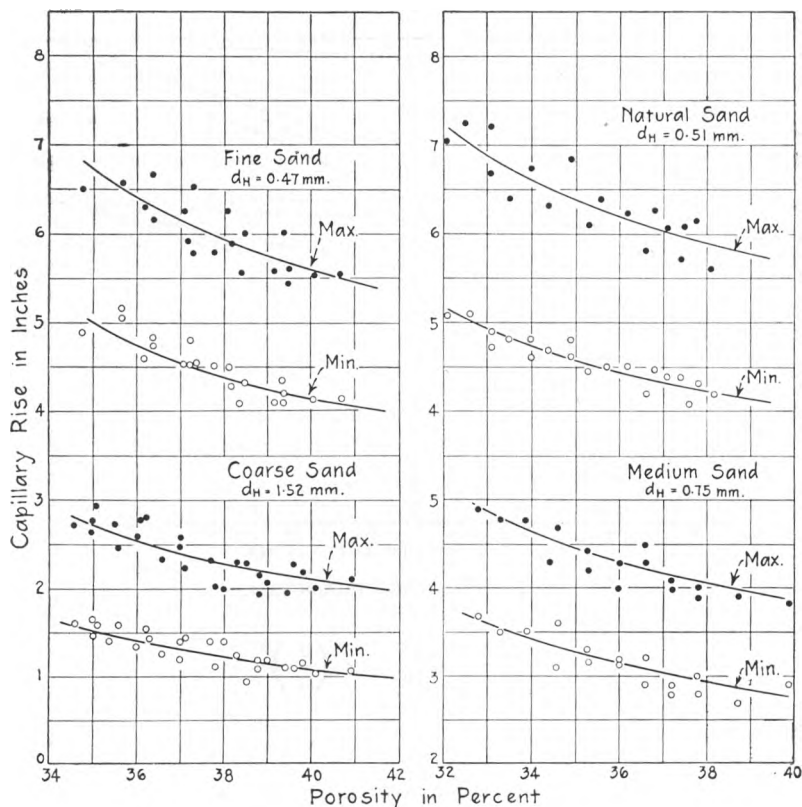 8
7
6
5
4
3
2
1
0
Capillary Rise in Inches
Fine Sand
dH = 0.47 mm.
Max.
Min.
Coarse Sand
dH = 1.52 mm.
Max.
Min.
34
36
38
40
42
8
7
6
5
4
5
4
3
2
Natural Sand
dH = 0.51 mm.
Max.
Min.
Medium Sand
dH = 0.75 mm.
Max.
Min.
32
34
36
38
40
Porosity in Percent